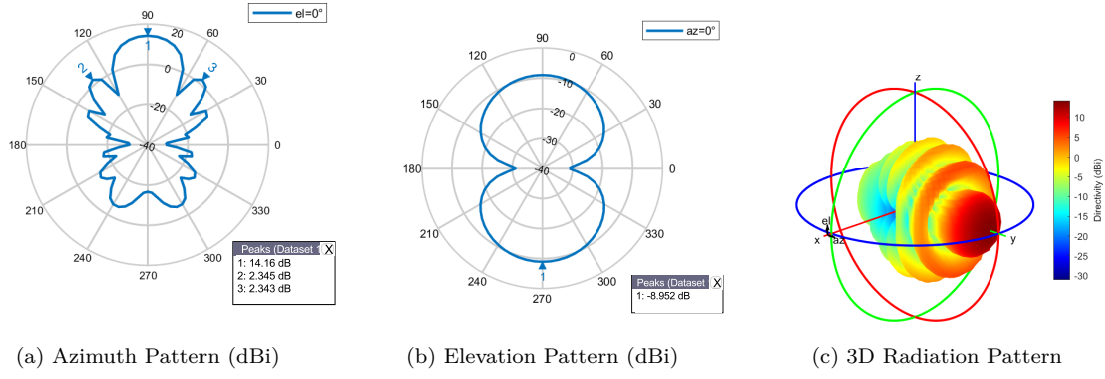 90
el=0°
120
20
60
1
0
2
3
150
30
-20
180
-40
0
210
330
240
300
270
Peaks (Dataset 1 X
1: 14.16 dB
2: 2.345 dB
3: 2.343 dB
(a) Azimuth Pattern (dBi)
az=0°
90
120
0
60
-10
150
30
-20
-30
180
-40
0
210
330
240
300
1
270
Peaks (Dataset (X
1: -8.952 dB
(b) Elevation Pattern (dBi)
z
el
x
az
y
10
5
0
-5
-10
-15
-20
-25
-30
Directivity (dBi)
(c) 3D Radiation Pattern